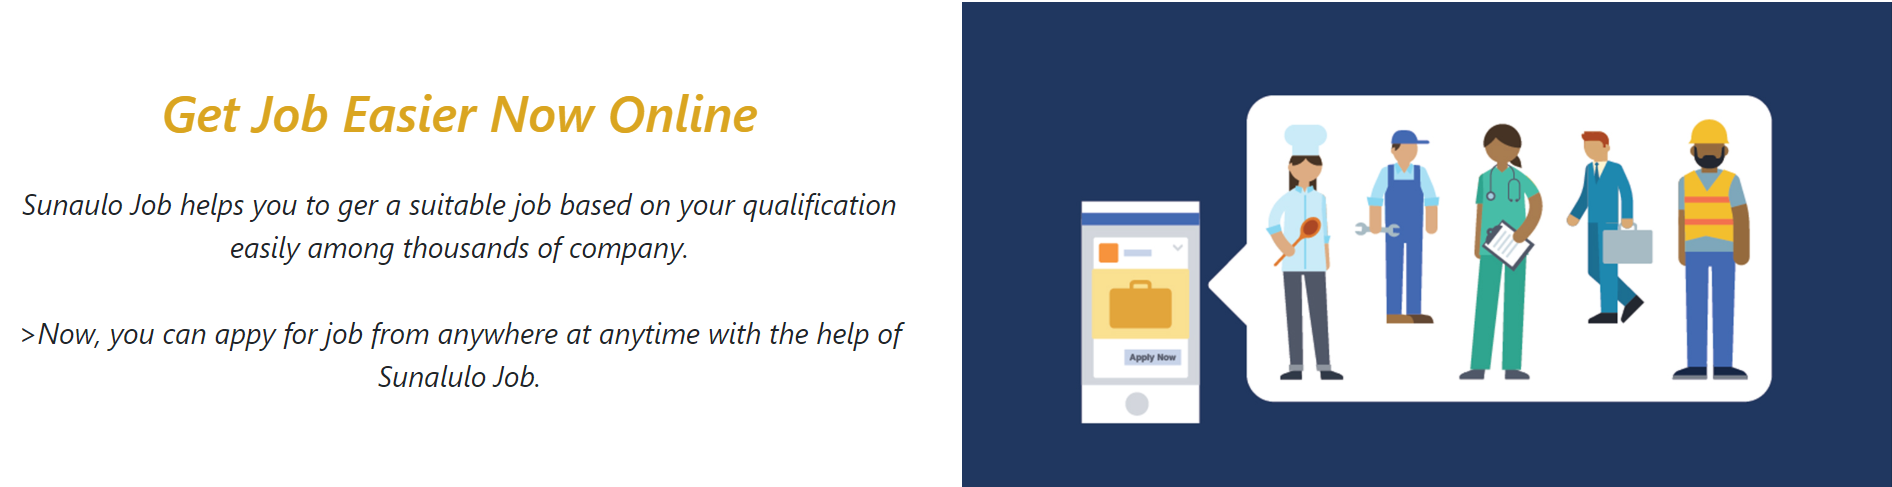 Get Job Easier Now Online
Sunaulo Job helps you to ger a suitable job based on your qualification
easily among thousands of company.
>Now, you can appy for job from anywhere at anytime with the help of
Sunalulo Job.
Apply Now